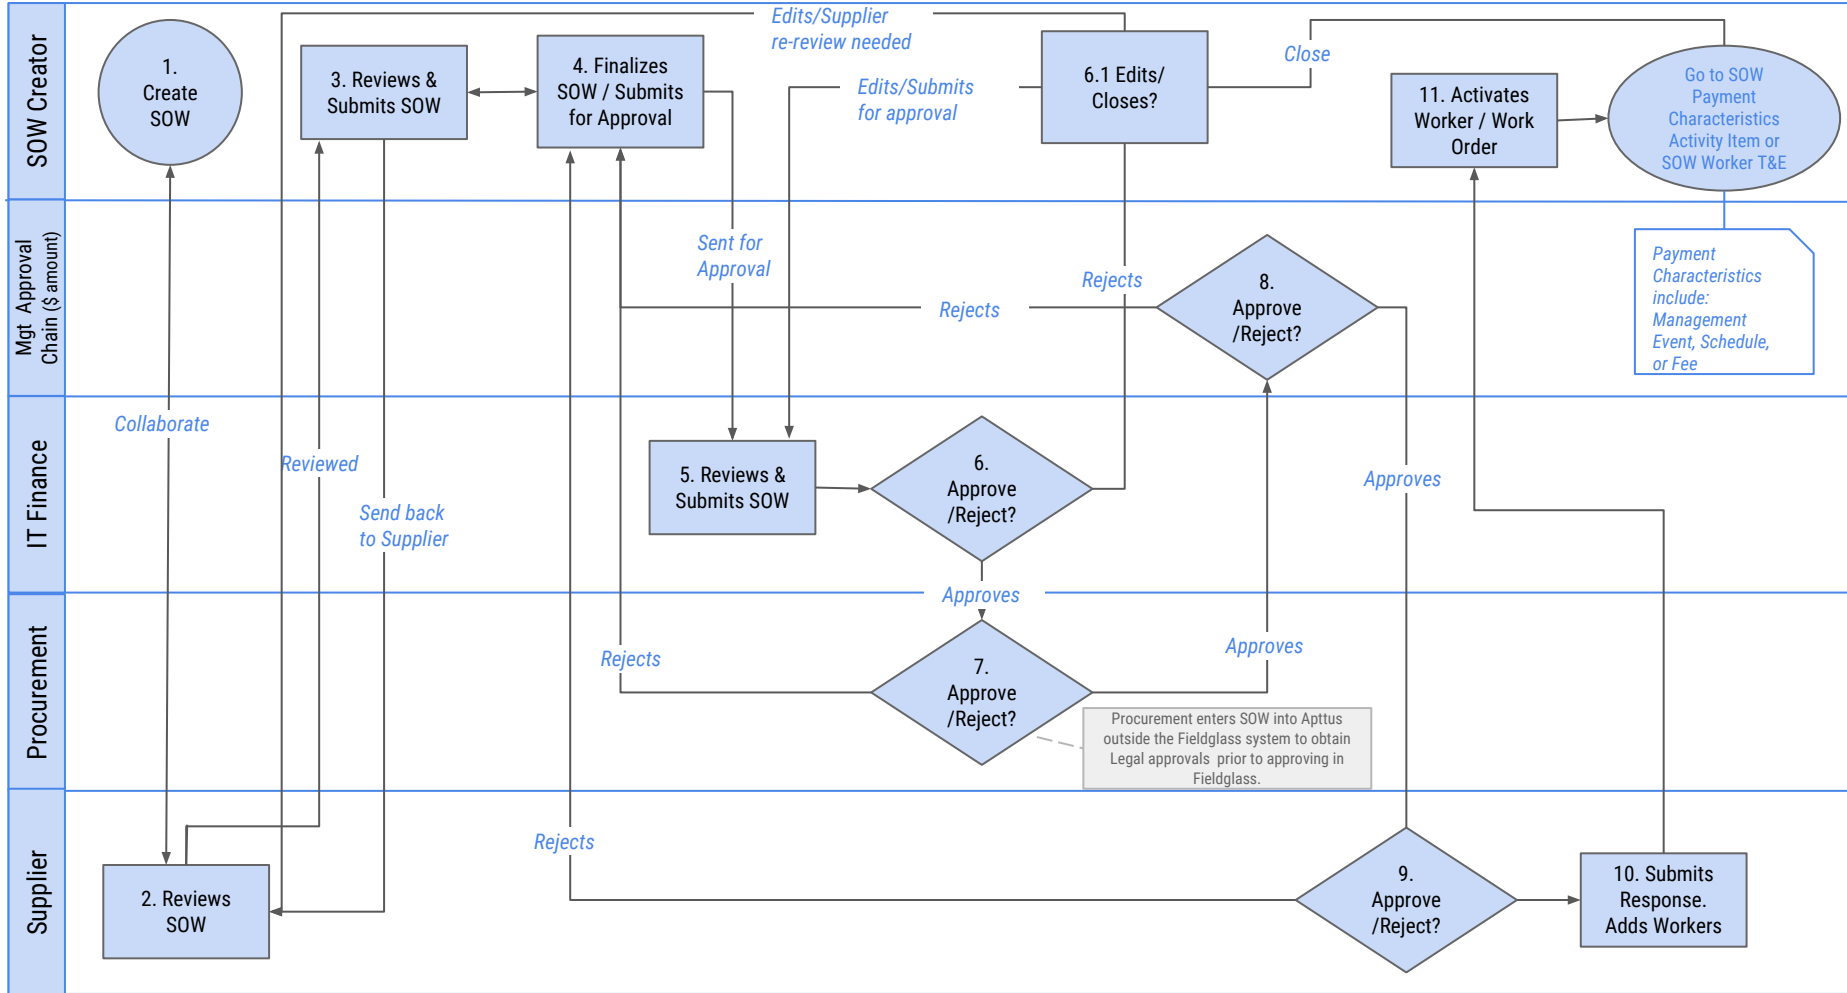 SOW Creator
1.
Create
SOW
3. Reviews &
Submits SOW
4. Finalizes
SOW / Submits
for Approval
Edits/Supplier
re-review needed
Edits/Submits
for approval
6.1 Edits/
Closes?
Close
11. Activates
Worker / Work
Order
Go to SOW
Payment
Characteristics
Activity Item or
SOW Worker T&E
Mgt Approval
Chain ($ amount)
Sent for
Approval
Rejects
Rejects
8.
Approve
/Reject?
Payment
Characteristics
include:
Management
Event, Schedule,
or Fee
IT Finance
Collaborate
Reviewed
Send back
to Supplier
5. Reviews &
Submits SOW
6.
Approve
/Reject?
Approves
Approves
Procurement
Rejects
7.
Approve
/Reject?
Approves
Procurement enters SOW into Apttus
outside the Fieldglass system to obtain
Legal approvals prior to approving in
Fieldglass.
Supplier
2. Reviews
SOW
Rejects
9.
Approve
/Reject?
10. Submits
Response.
Adds Workers